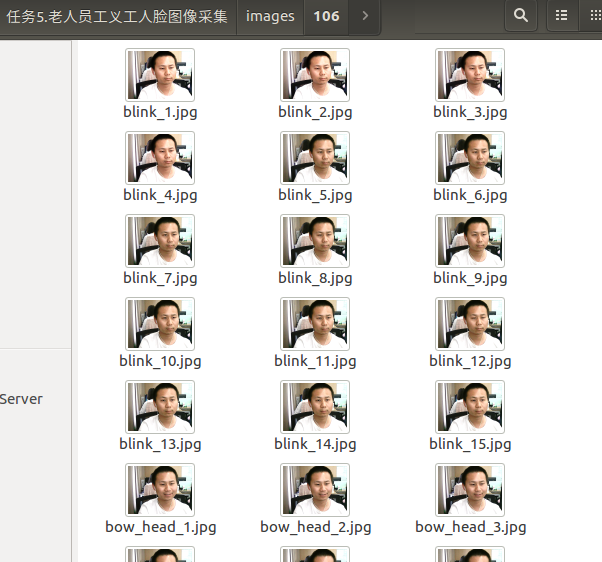 任务5.老人员工义工人脸图像采集 images 106
blink_1.jpg blink_2.jpg blink_3.jpg
blink_4.jpg blink_5.jpg blink_6.jpg
blink_7.jpg blink_8.jpg blink_9.jpg
blink_10.jpg blink_11.jpg blink_12.jpg
Server
blink_13.jpg blink_14.jpg blink_15.jpg
bow_head_1.jpg bow_head_2.jpg bow_head_3.jpg